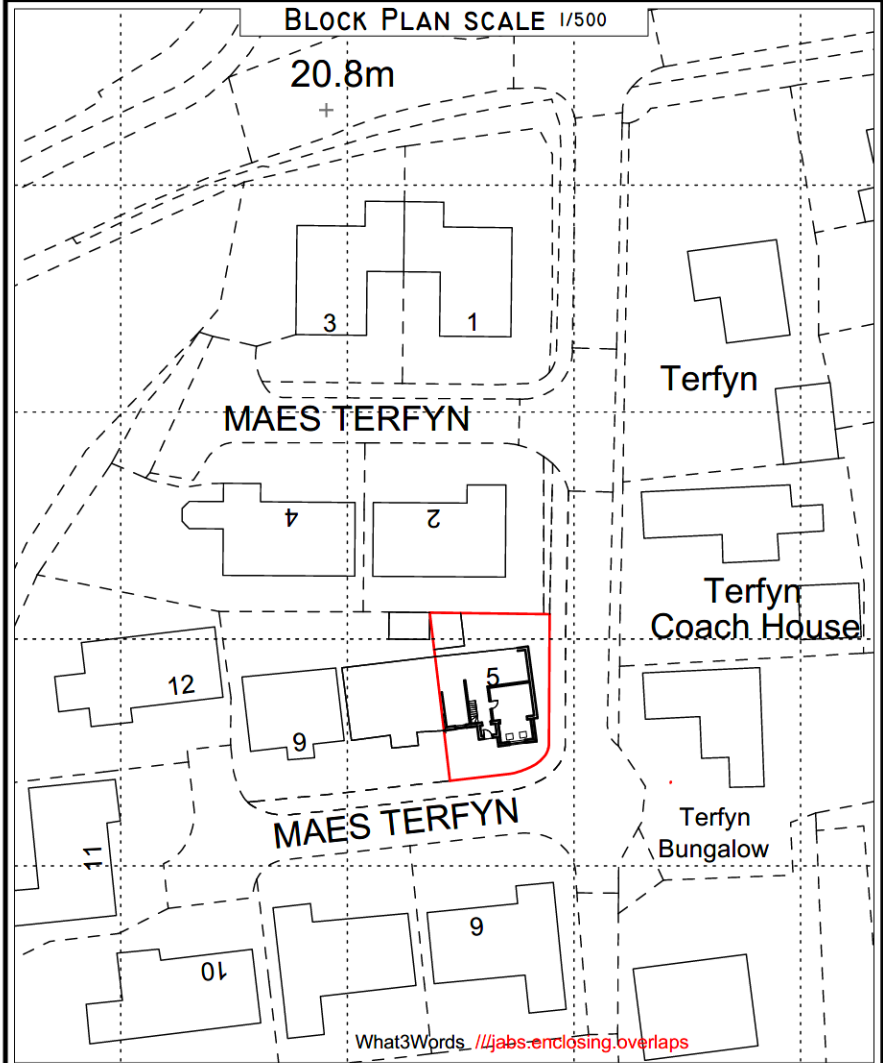 BLOCK PLAN SCALE 1/500
20.8m
3
1
Terfyn
MAES TERFYN
4
2
Terfyn
Coach House
5
12
9
MAES TERFYN
Terfyn
Bungalow
11
6
10
What3Words ///jabs.enclosing.overlaps